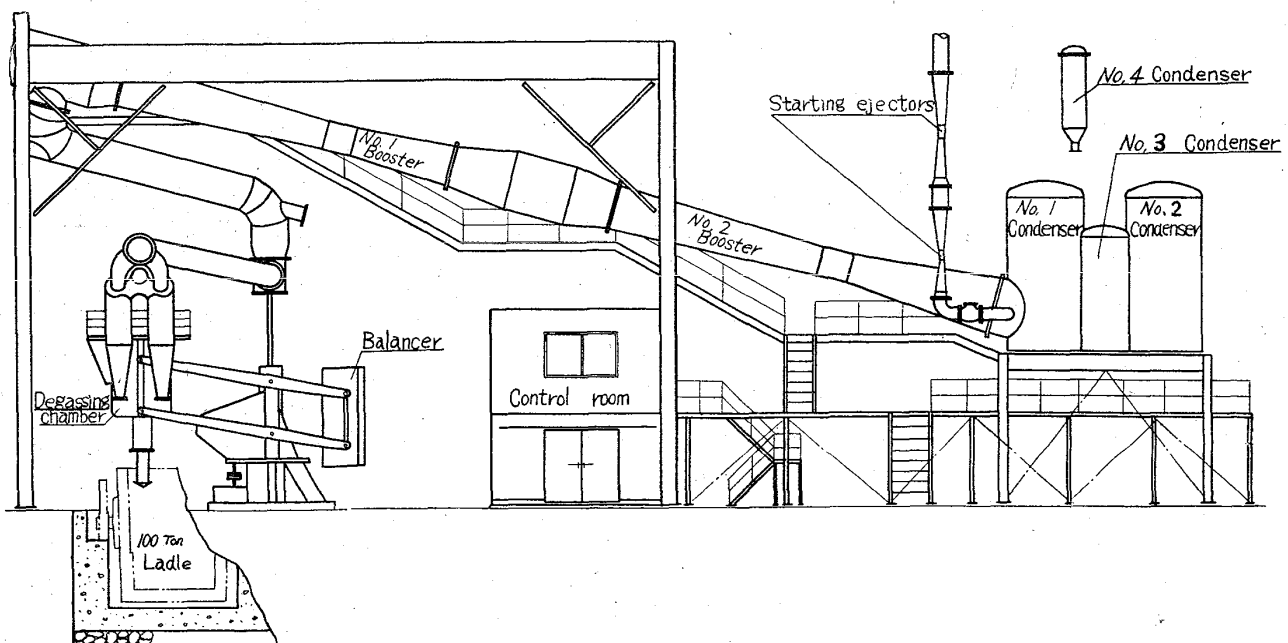 No. 4 Condenser
Starting ejectors
No. 3 Condenser
No. 1
Booster
No. 1
Condenser
No. 2
Condenser
No. 2
Booster
Balancer
Degassing
chamber
Control room
100 Ton
Ladle